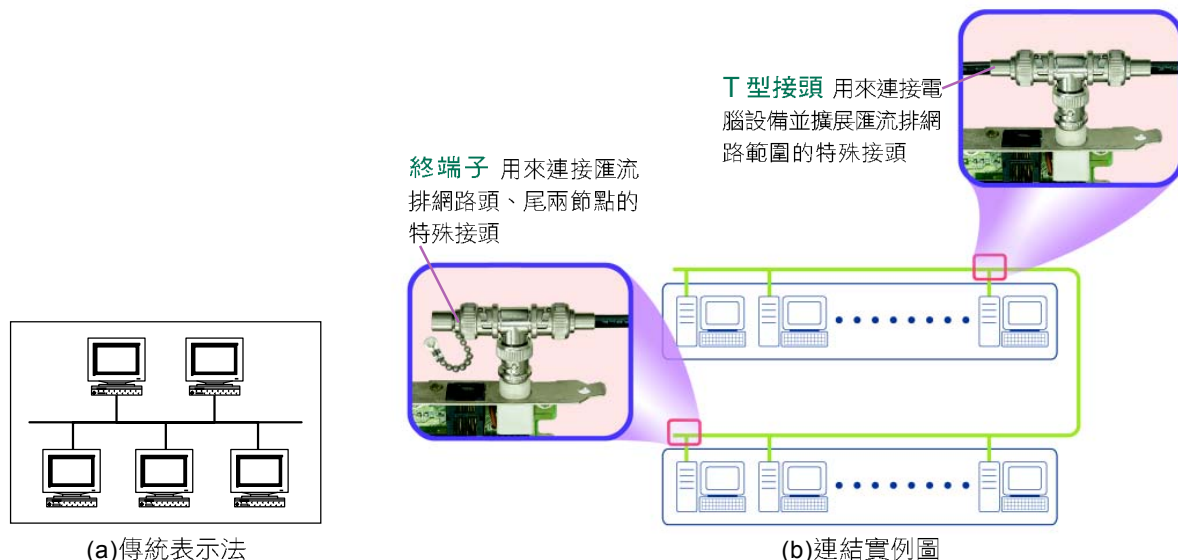 T 型接頭 用來連接電
腦設備並擴展匯流排網
路範圍的特殊接頭
終端子 用來連接匯流
排網路頭、尾兩節點的
特殊接頭
(a)傳統表示法
(b)連結實例圖